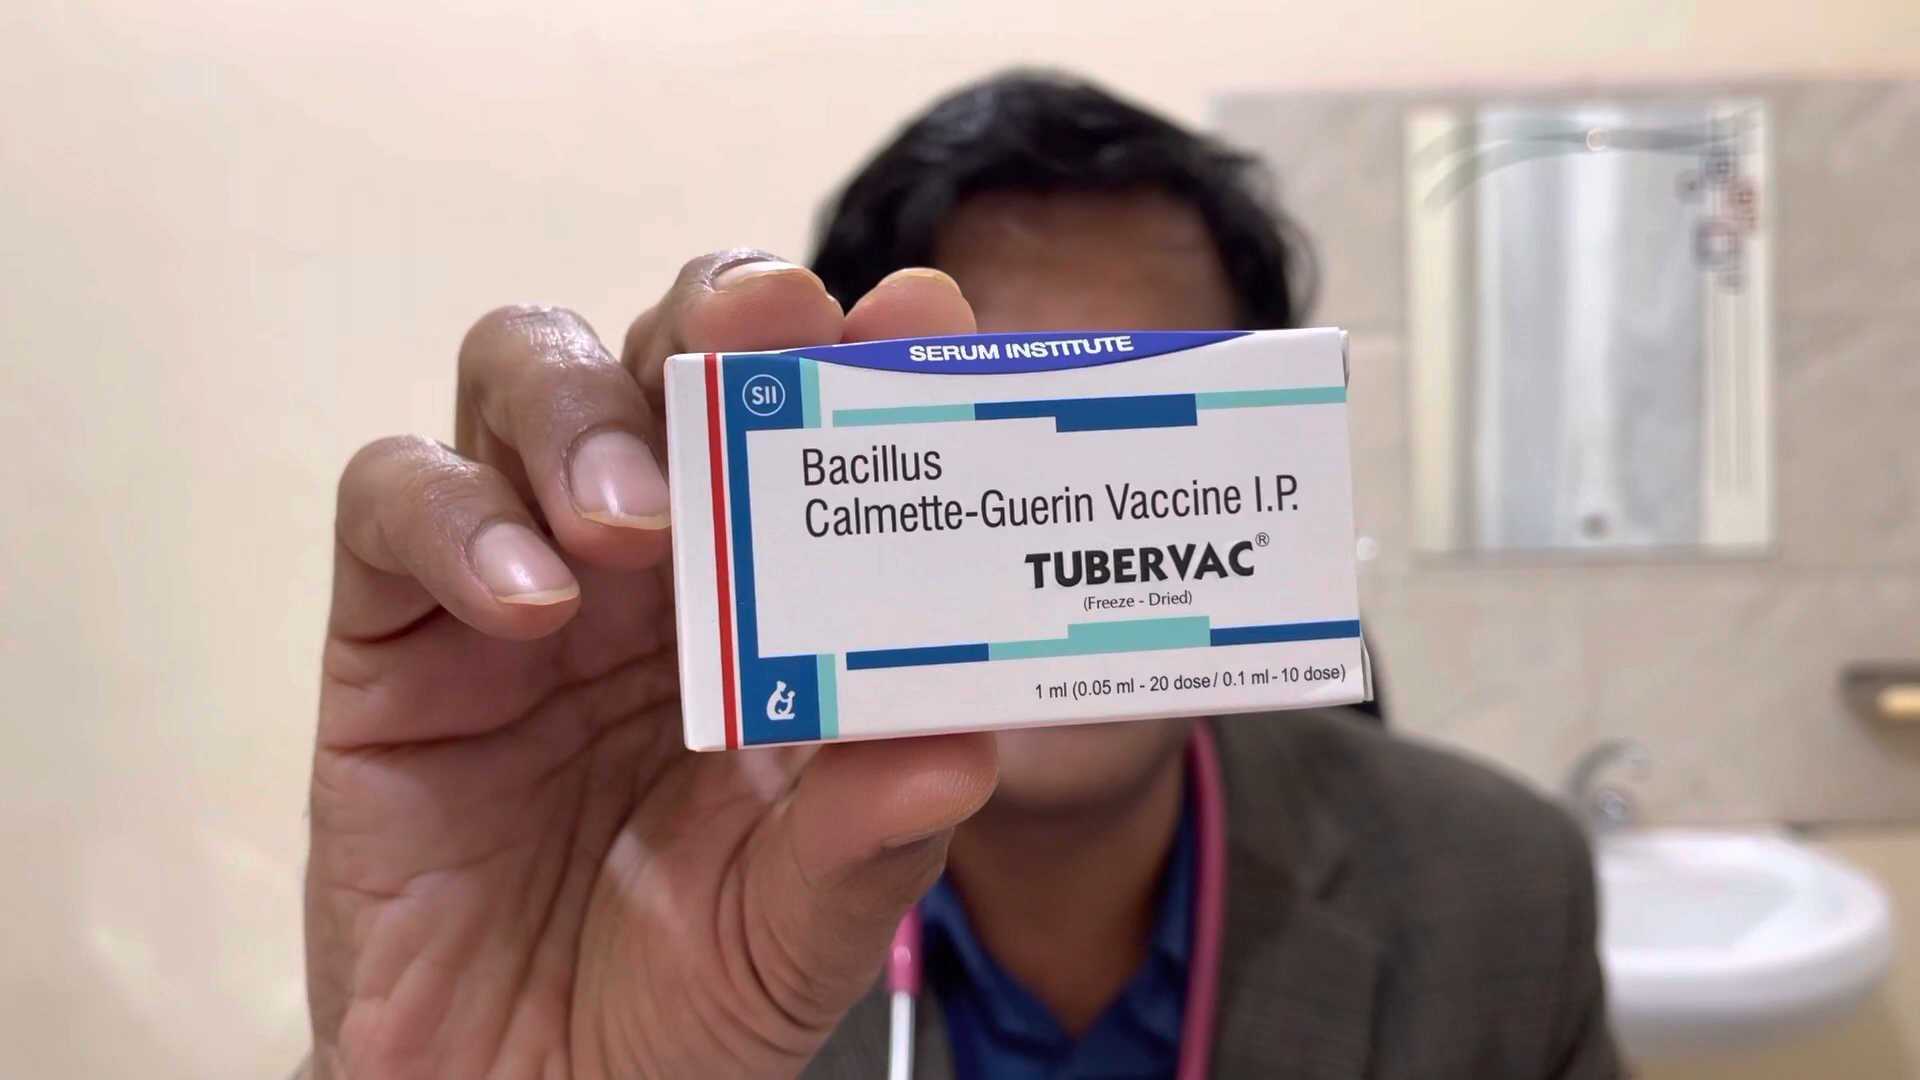 SERUM INSTITUTE
SII
Bacillus
Calmette-Guerin Vaccine I.P.
TUBERVAC®
(Freeze - Dried)
1 ml (0.05 ml - 20 dose / 0.1 ml - 10 dose)